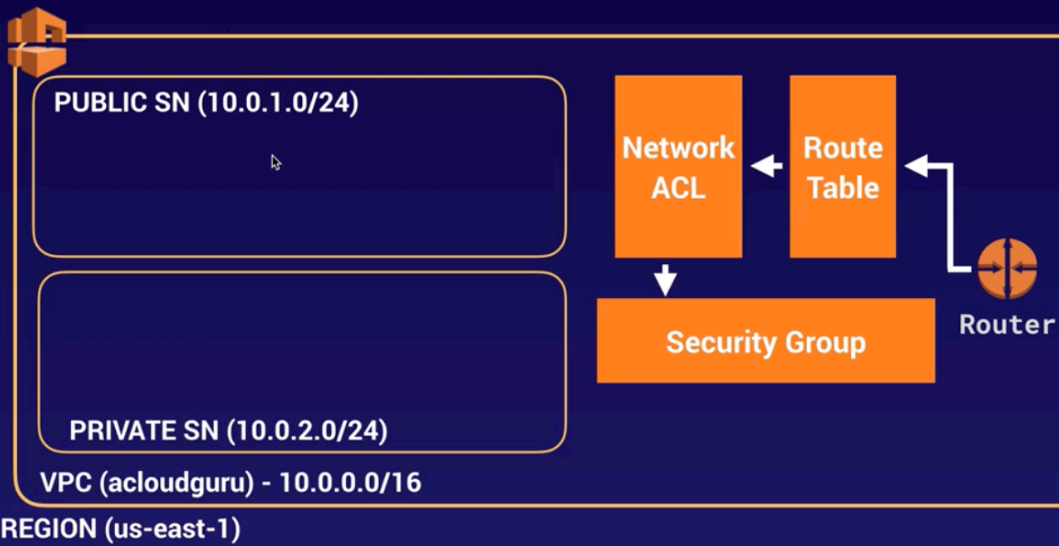 PUBLIC SN (10.0.1.0/24)
Network
ACL
Route
Table
Router
Security Group
PRIVATE SN (10.0.2.0/24)
VPC (acloudguru) - 10.0.0.0/16
REGION (us-east-1)